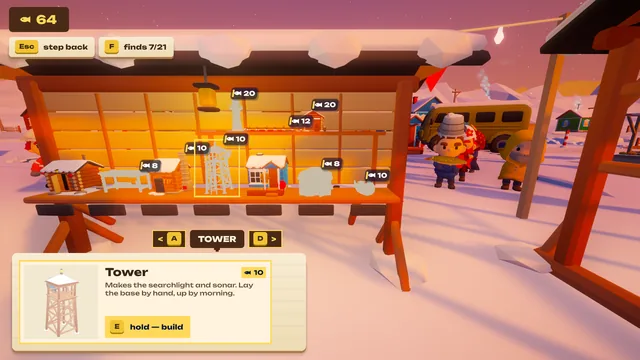 64
Esc step back
F finds 7/21
20
20
12
10
10
8
8
10
< A TOWER D >
Tower 10
Makes the searchlight and sonar. Lay
the base by hand, up by morning.
E hold — build